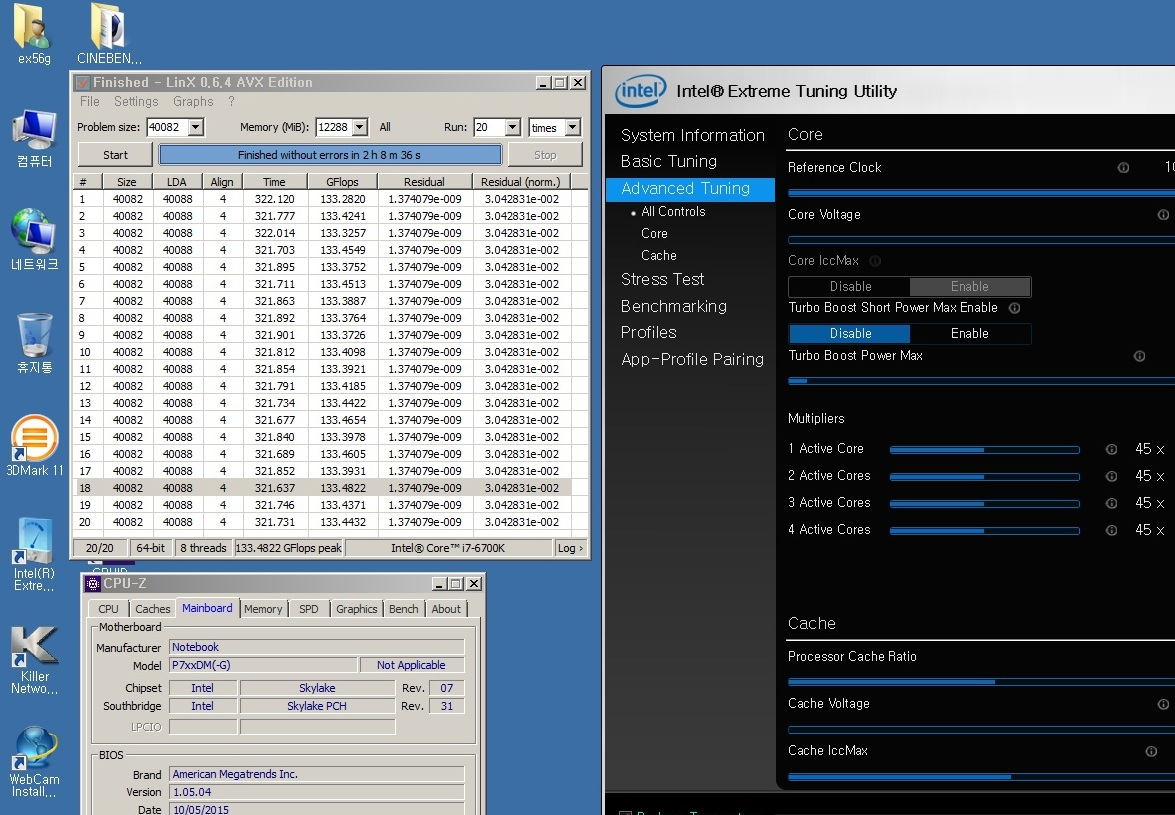 ex56g
CINEBEN...
컴퓨터
네트워크
휴지통
3DMark 11
Intel(R)
Extre...
Killer
Netwo...
WebCam
Install...
Finished - LinX 0.6.4 AVX Edition
File Settings Graphs ?
Problem size: 40082 Memory (MiB): 12288 All Run: 20 times
Start Finished without errors in 2 h 8 m 36 s Stop
# Size LDA Align Time GFlops Residual Residual (norm.)
1 40082 40088 4 322.120 133.2820 1.374079e-009 3.042831e-002
2 40082 40088 4 321.777 133.4241 1.374079e-009 3.042831e-002
3 40082 40088 4 322.014 133.3257 1.374079e-009 3.042831e-002
4 40082 40088 4 321.703 133.4549 1.374079e-009 3.042831e-002
5 40082 40088 4 321.895 133.3752 1.374079e-009 3.042831e-002
6 40082 40088 4 321.711 133.4513 1.374079e-009 3.042831e-002
7 40082 40088 4 321.863 133.3887 1.374079e-009 3.042831e-002
8 40082 40088 4 321.892 133.3764 1.374079e-009 3.042831e-002
9 40082 40088 4 321.901 133.3726 1.374079e-009 3.042831e-002
10 40082 40088 4 321.812 133.4098 1.374079e-009 3.042831e-002
11 40082 40088 4 321.854 133.3921 1.374079e-009 3.042831e-002
12 40082 40088 4 321.791 133.4185 1.374079e-009 3.042831e-002
13 40082 40088 4 321.734 133.4422 1.374079e-009 3.042831e-002
14 40082 40088 4 321.677 133.4654 1.374079e-009 3.042831e-002
15 40082 40088 4 321.840 133.3978 1.374079e-009 3.042831e-002
16 40082 40088 4 321.689 133.4605 1.374079e-009 3.042831e-002
17 40082 40088 4 321.852 133.3931 1.374079e-009 3.042831e-002
18 40082 40088 4 321.637 133.4822 1.374079e-009 3.042831e-002
19 40082 40088 4 321.746 133.4371 1.374079e-009 3.042831e-002
20 40082 40088 4 321.731 133.4432 1.374079e-009 3.042831e-002
20/20 64-bit 8 threads 133.4822 GFlops peak Intel® Core™ i7-6700K Log ›
CPU-Z
CPU Caches Mainboard Memory SPD Graphics Bench About
Motherboard
Manufacturer Notebook
Model P7xxDM(-G) Not Applicable
Chipset Intel Skylake Rev. 07
Southbridge Intel Skylake PCH Rev. 31
LPCIO
BIOS
Brand American Megatrends Inc.
Version 1.05.04
Date 10/05/2015
intel Intel® Extreme Tuning Utility
System Information
Basic Tuning
Advanced Tuning
All Controls
Core
Cache
Stress Test
Benchmarking
Profiles
App-Profile Pairing
Core
Reference Clock
Core Voltage
Core IccMax
Disable Enable
Turbo Boost Short Power Max Enable
Disable Enable
Turbo Boost Power Max
Multipliers
1 Active Core 45 x
2 Active Cores 45 x
3 Active Cores 45 x
4 Active Cores 45 x
Cache
Processor Cache Ratio
Cache Voltage
Cache IccMax